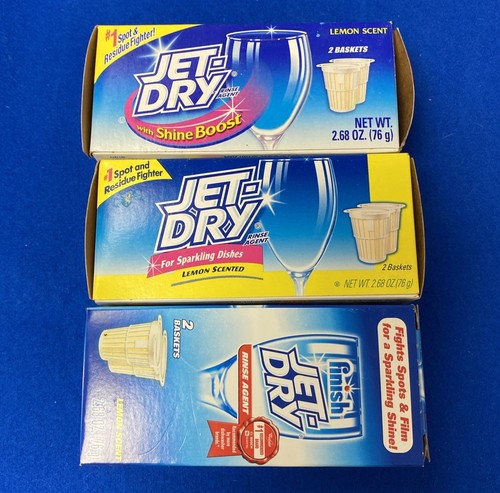 #1 Spot &
Residue Fighter!
JET-
DRY
RINSE
AGENT
with Shine Boost
LEMON SCENT
2 BASKETS
NET WT.
2.68 OZ. (76 g)
#1 Spot and
Residue Fighter
JET-
DRY
RINSE
AGENT
For Sparkling Dishes
LEMON SCENTED
2 Baskets
NET WT. 2.68 OZ.(76g)
Fights Spots & Film
for a Sparkling Shine!
finish
JET-
DRY
RINSE AGENT
#1
Recommended
2
BASKETS
LEMON SCENT